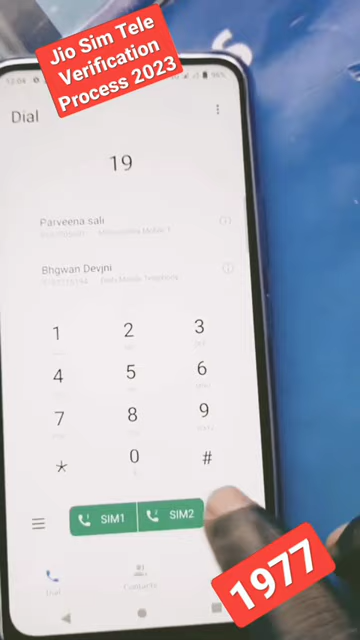 Jio Sim Tele
Verification
Process 2023
12:04
96%
Dial
19
Parveena sali
Bhgwan Devjni
1
2
3
4
5
6
7
8
9
*
0
#
SIM1
SIM2
Dial
Contacts
1977